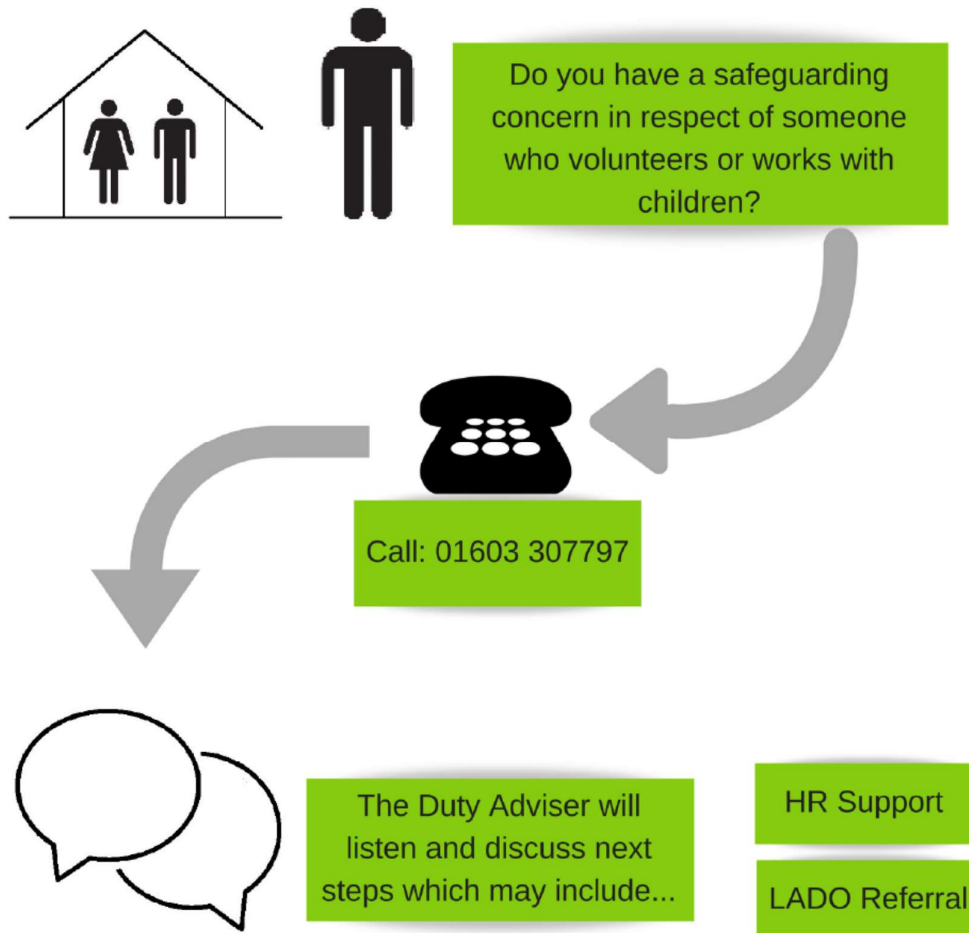 Do you have a safeguarding
concern in respect of someone
who volunteers or works with
children?
Call: 01603 307797
The Duty Adviser will
listen and discuss next
steps which may include...
HR Support
LADO Referral